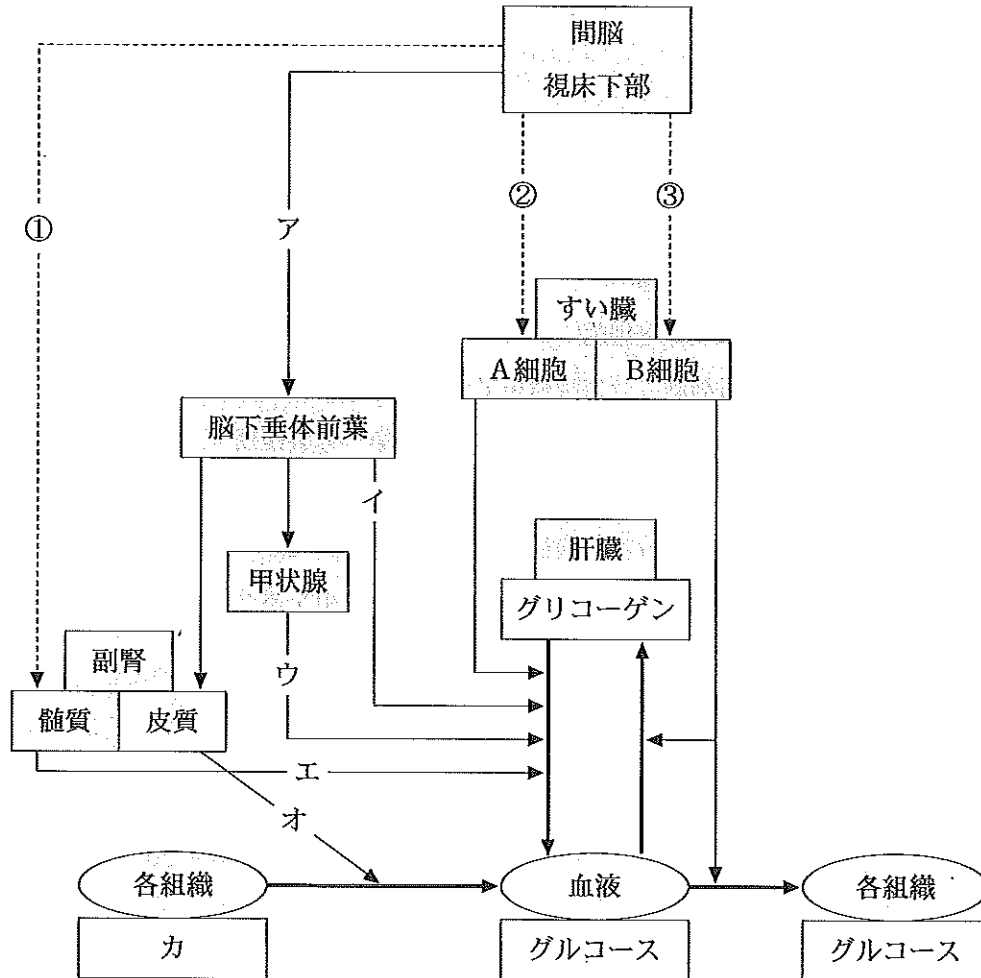 間脳
視床下部
①
ア
②
③
すい臓
A細胞
B細胞
脳下垂体前葉
イ
肝臓
グリコーゲン
甲状腺
ウ
副腎
髄質
皮質
エ
オ
各組織
血液
各組織
カ
グルコース
グルコース